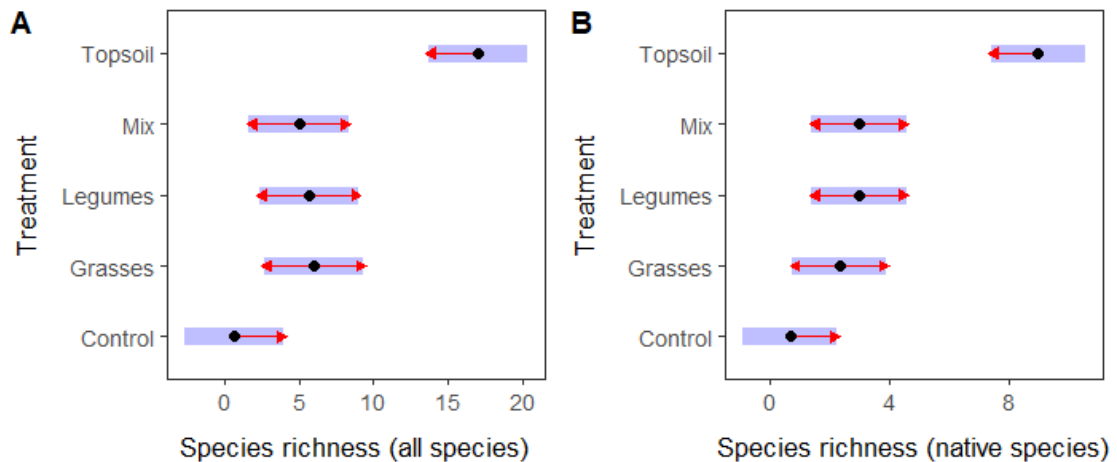 A
Treatment
Topsoil
Mix
Legumes
Grasses
Control
0 5 10 15 20
Species richness (all species)
B
Treatment
Topsoil
Mix
Legumes
Grasses
Control
0 4 8
Species richness (native species)